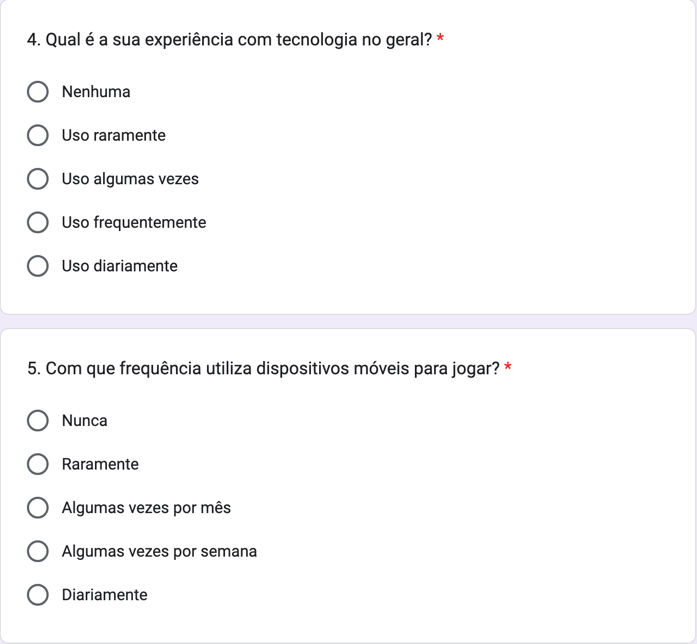 4. Qual é a sua experiência com tecnologia no geral? *
Nenhuma
Uso raramente
Uso algumas vezes
Uso frequentemente
Uso diariamente
5. Com que frequência utiliza dispositivos móveis para jogar? *
Nunca
Raramente
Algumas vezes por mês
Algumas vezes por semana
Diariamente